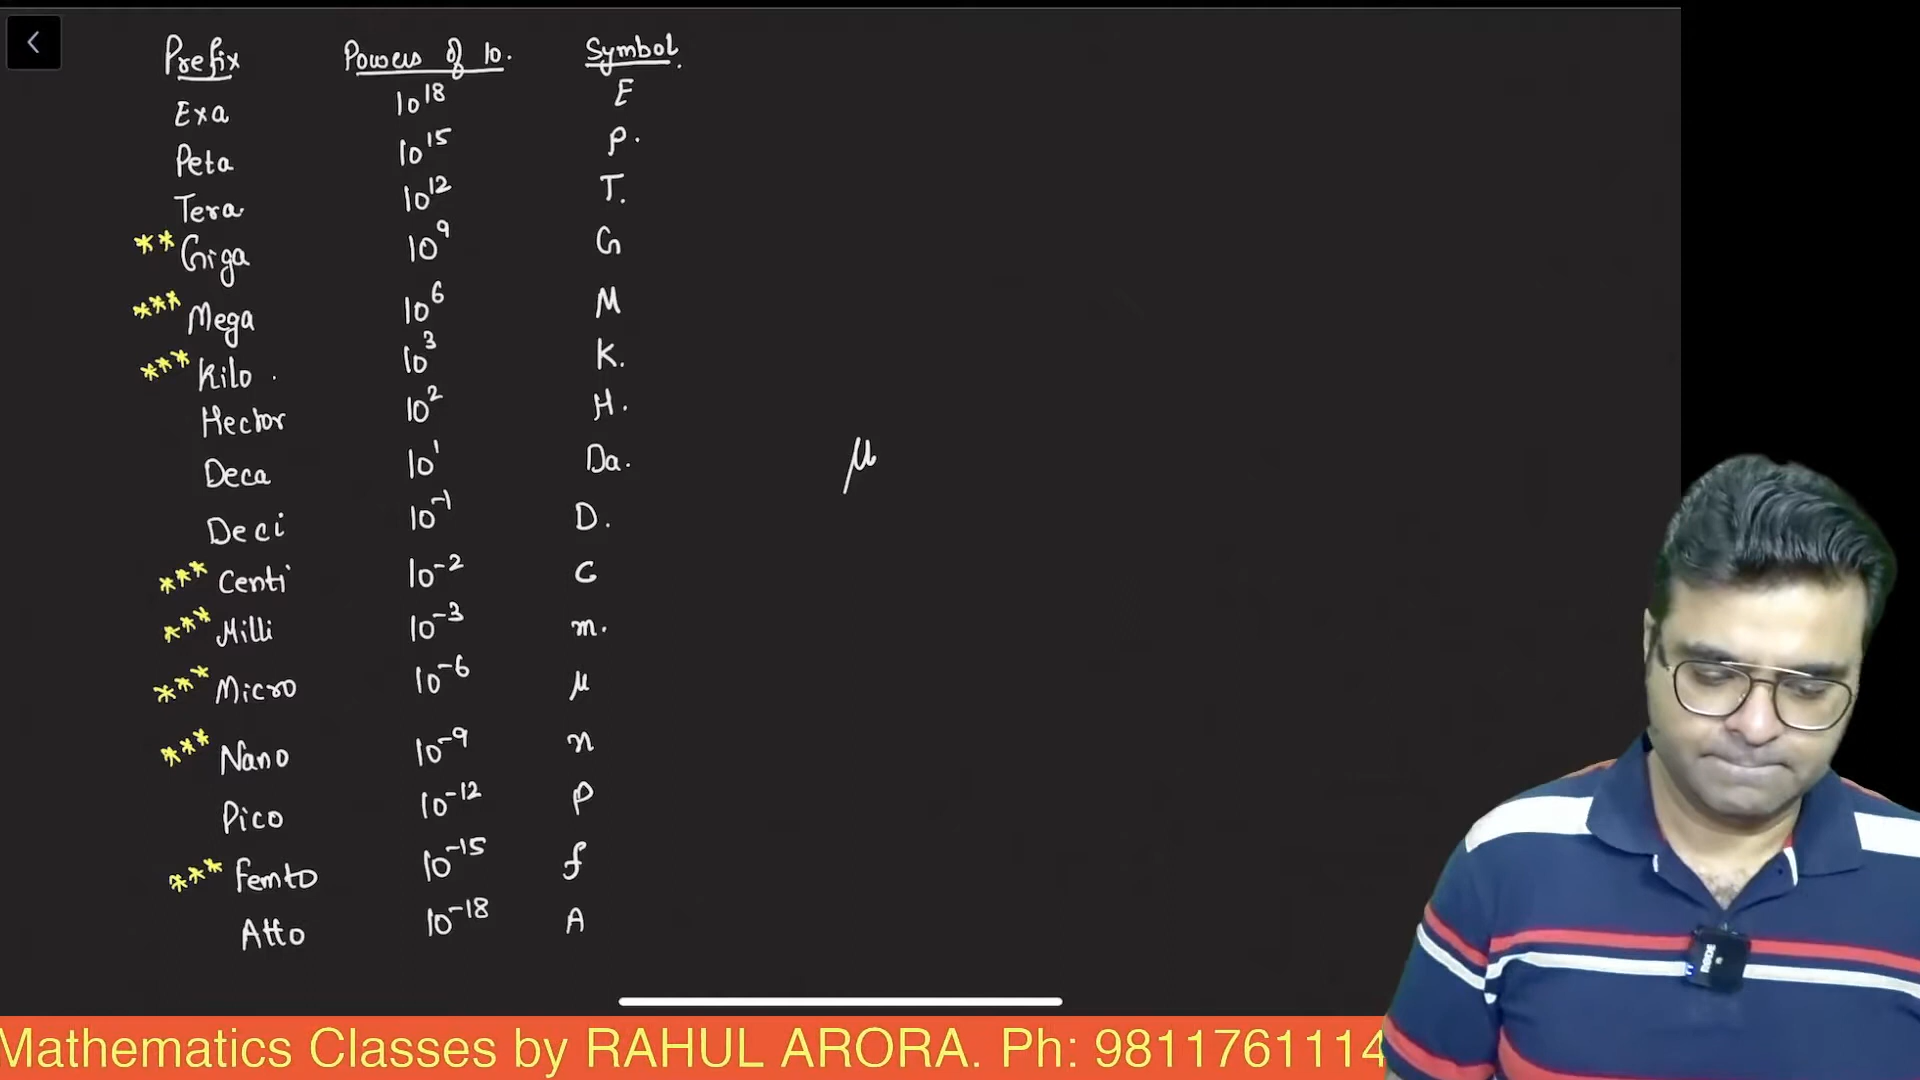 Prefix Powers of 10. Symbol.
Exa 10^18 E
Peta 10^15 P.
Tera 10^12 T.
** Giga 10^9 G
*** Mega 10^6 M
*** Kilo. 10^3 K.
Hector 10^2 H.
Deca 10^1 Da.
μ
Deci 10^-1 D.
*** Centi 10^-2 C
*** Milli 10^-3 m.
*** Micro 10^-6 μ
*** Nano 10^-9 n
Pico 10^-12 P
*** Femto 10^-15 f
Atto 10^-18 A
RØDE
Mathematics Classes by RAHUL ARORA. Ph: 9811761114